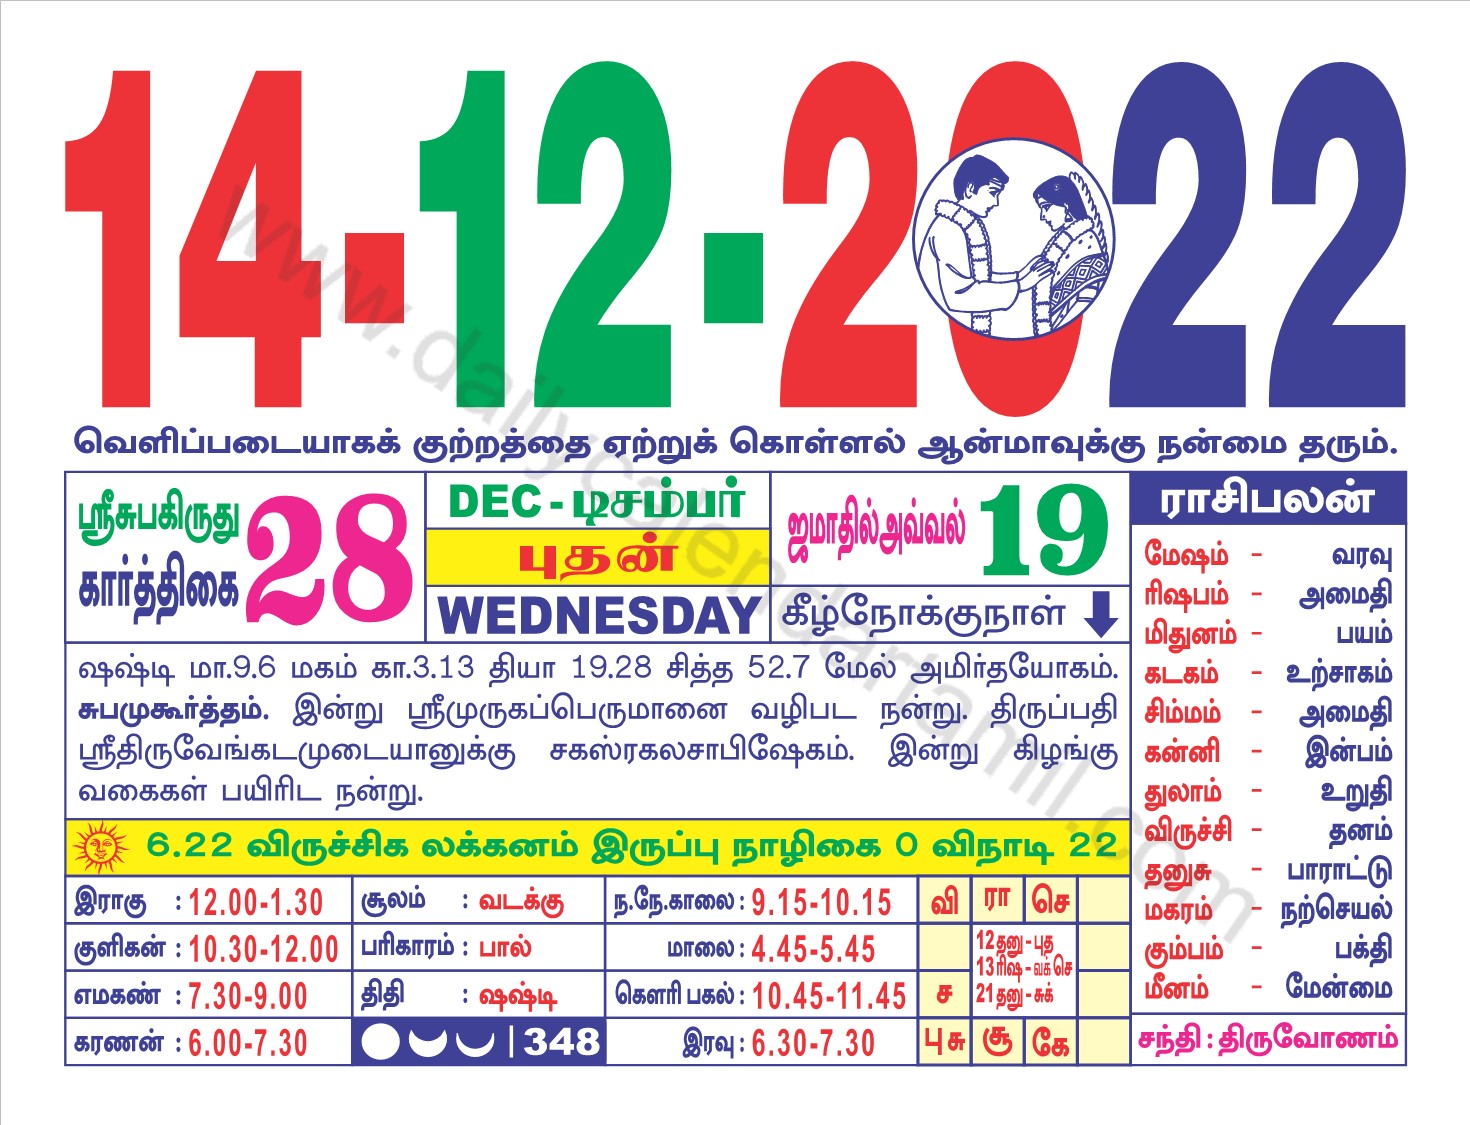 14-12-2022
வெளிப்படையாகக் குற்றத்தை ஏற்றுக் கொள்ளல் ஆன்மாவுக்கு நன்மை தரும்.
ஸ்ரீசுபகிருது
கார்த்திகை 28
DEC - டிசம்பர்
புதன்
WEDNESDAY
ஜமாதில்அவ்வல் 19
கீழ்நோக்குநாள்
ஷஷ்டி மா.9.6 மகம் கா.3.13 தியா 19.28 சித்த 52.7 மேல் அமிர்தயோகம்.
சுபமுகூர்த்தம். இன்று ஸ்ரீமுருகப்பெருமானை வழிபட நன்று. திருப்பதி
ஸ்ரீதிருவேங்கடமுடையானுக்கு சகஸ்ரகலசாபிஷேகம். இன்று கிழங்கு
வகைகள் பயிரிட நன்று.
6.22 விருச்சிக லக்கனம் இருப்பு நாழிகை 0 விநாடி 22
இராகு : 12.00-1.30
குளிகன் : 10.30-12.00
எமகண் : 7.30-9.00
கரணன் : 6.00-7.30
சூலம் : வடக்கு
பரிகாரம் : பால்
திதி : ஷஷ்டி
348
ந.நே.காலை : 9.15-10.15
மாலை : 4.45-5.45
கௌரி பகல் : 10.45-11.45
இரவு : 6.30-7.30
வி ரா செ
12 தனு - புத
13 ரிஷ - வக் செ
21 தனு - சுக்
ச
பு சு சூ கே
ராசிபலன்
மேஷம் - வரவு
ரிஷபம் - அமைதி
மிதுனம் - பயம்
கடகம் - உற்சாகம்
சிம்மம் - அமைதி
கன்னி - இன்பம்
துலாம் - உறுதி
விருச்சி - தனம்
தனுசு - பாராட்டு
மகரம் - நற்செயல்
கும்பம் - பக்தி
மீனம் - மேன்மை
சந்தி : திருவோணம்
www.dailycalendartamil.com